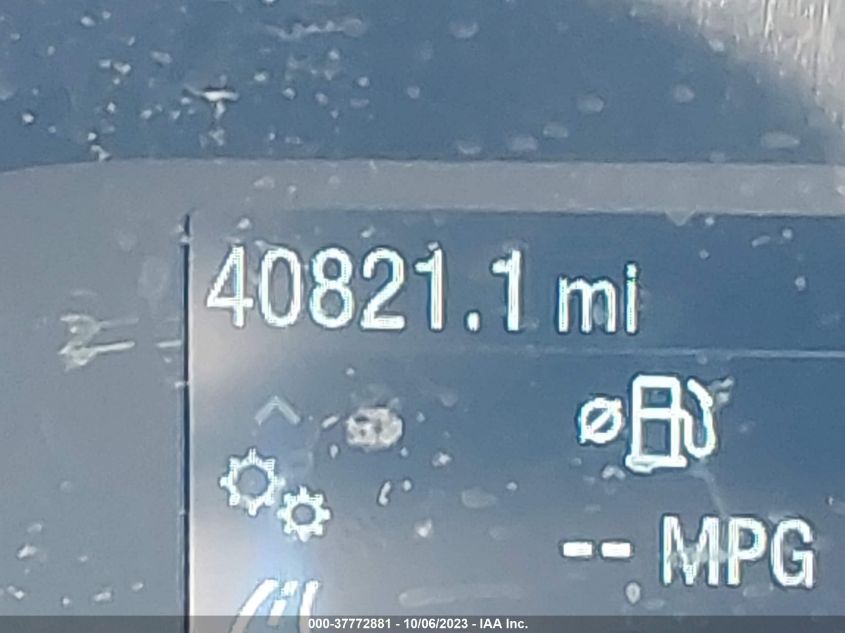 40821.1 mi
-- MPG
000-37772881 - 10/06/2023 - IAA Inc.